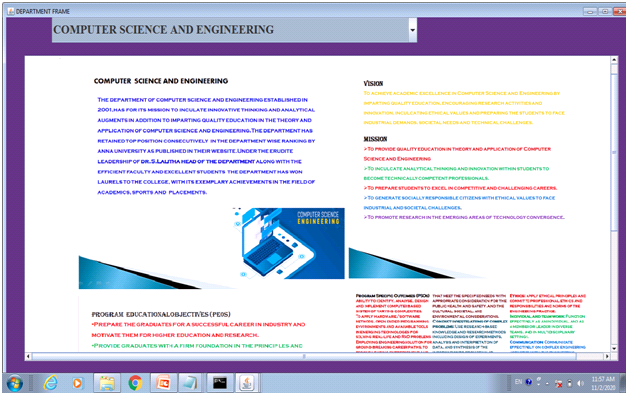 DEPARTMENT FRAME
COMPUTER SCIENCE AND ENGINEERING
COMPUTER SCIENCE AND ENGINEERING
THE DEPARTMENT OF COMPUTER SCIENCE AND ENGINEERING ESTABLISHED IN
2001,HAS FOR ITS MISSION TO INCULATE INNOVATIVE THINKING AND ANALYTICAL
AUGMENTS IN ADDITION TO IMPARTING QUALITY EDUCATION IN THE THEORY AND
APPLICATION OF COMPUTER SCIENCE AND ENGINEERING.THE DEPARTMENT HAS
RETAINED TOP POSITION CONSECUTIVELY IN THE DEPARTMENT WISE RANKING BY
ANNA UNIVERSITY AS PUBLISHED IN THEIR WEBSITE.UNDER THE ERUDITE
LEADERSHIP OF DR.S.LALITHA HEAD OF THE DEPARTMENT ALONG WITH THE
EFFICIENT FACULTY AND EXCELLENT STUDENTS THE DEPARTMENT HAS WON
LAURELS TO THE COLLEGE, WITH ITS EXEMPLARY ACHIEVEMENTS IN THE FIELD OF
ACADEMICS, SPORTS AND PLACEMENTS.
COMPUTER SCIENCE
ENGINEERING
VISION
TO ACHIEVE ACADEMIC EXCELLENCE IN COMPUTER SCIENCE AND ENGINEERING BY
IMPARTING QUALITY EDUCATION, ENCOURAGING RESEARCH ACTIVITIES AND
INNOVATION, INCULCATING ETHICAL VALUES AND PREPARING THE STUDENTS TO FACE
INDUSTRIAL DEMANDS, SOCIETAL NEEDS AND TECHNICAL CHALLENGES
MISSION
>TO PROVIDE QUALITY EDUCATION IN THEORY AND APPLICATION OF COMPUTER
SCIENCE AND ENGINEERING
>TO INCULCATE ANALYTICAL THINKING AND INNOVATION WITHIN STUDENTS TO
BECOME TECHNICALLY COMPETENT PROFESSIONALS.
>TO PREPARE STUDENTS TO EXCEL IN COMPETITIVE AND CHALLENGING CAREERS.
>TO GENERATE SOCIALLY RESPONSIBLE CITIZENS WITH ETHICAL VALUES TO FACE
INDUSTRIAL AND SOCIETAL CHALLENGES.
>TO PROMOTE RESEARCH IN THE EMERGING AREAS OF TECHNOLOGY CONVERGENCE.
PROGRAM EDUCATIONALOBJECTIVES (PEOS)
•PREPARE THE GRADUATES FOR A SUCCESSFUL CAREER IN INDUSTRY AND
MOTIVATE THEM FOR HIGHER EDUCATION AND RESEARCH.
•PROVIDE GRADUATES WITH A FIRM FOUNDATION IN THE PRINCIPLES AND
PROGRAM SPECIFIC OUTCOMES (PSOS)
EN
11:57 AM
11/2/2020